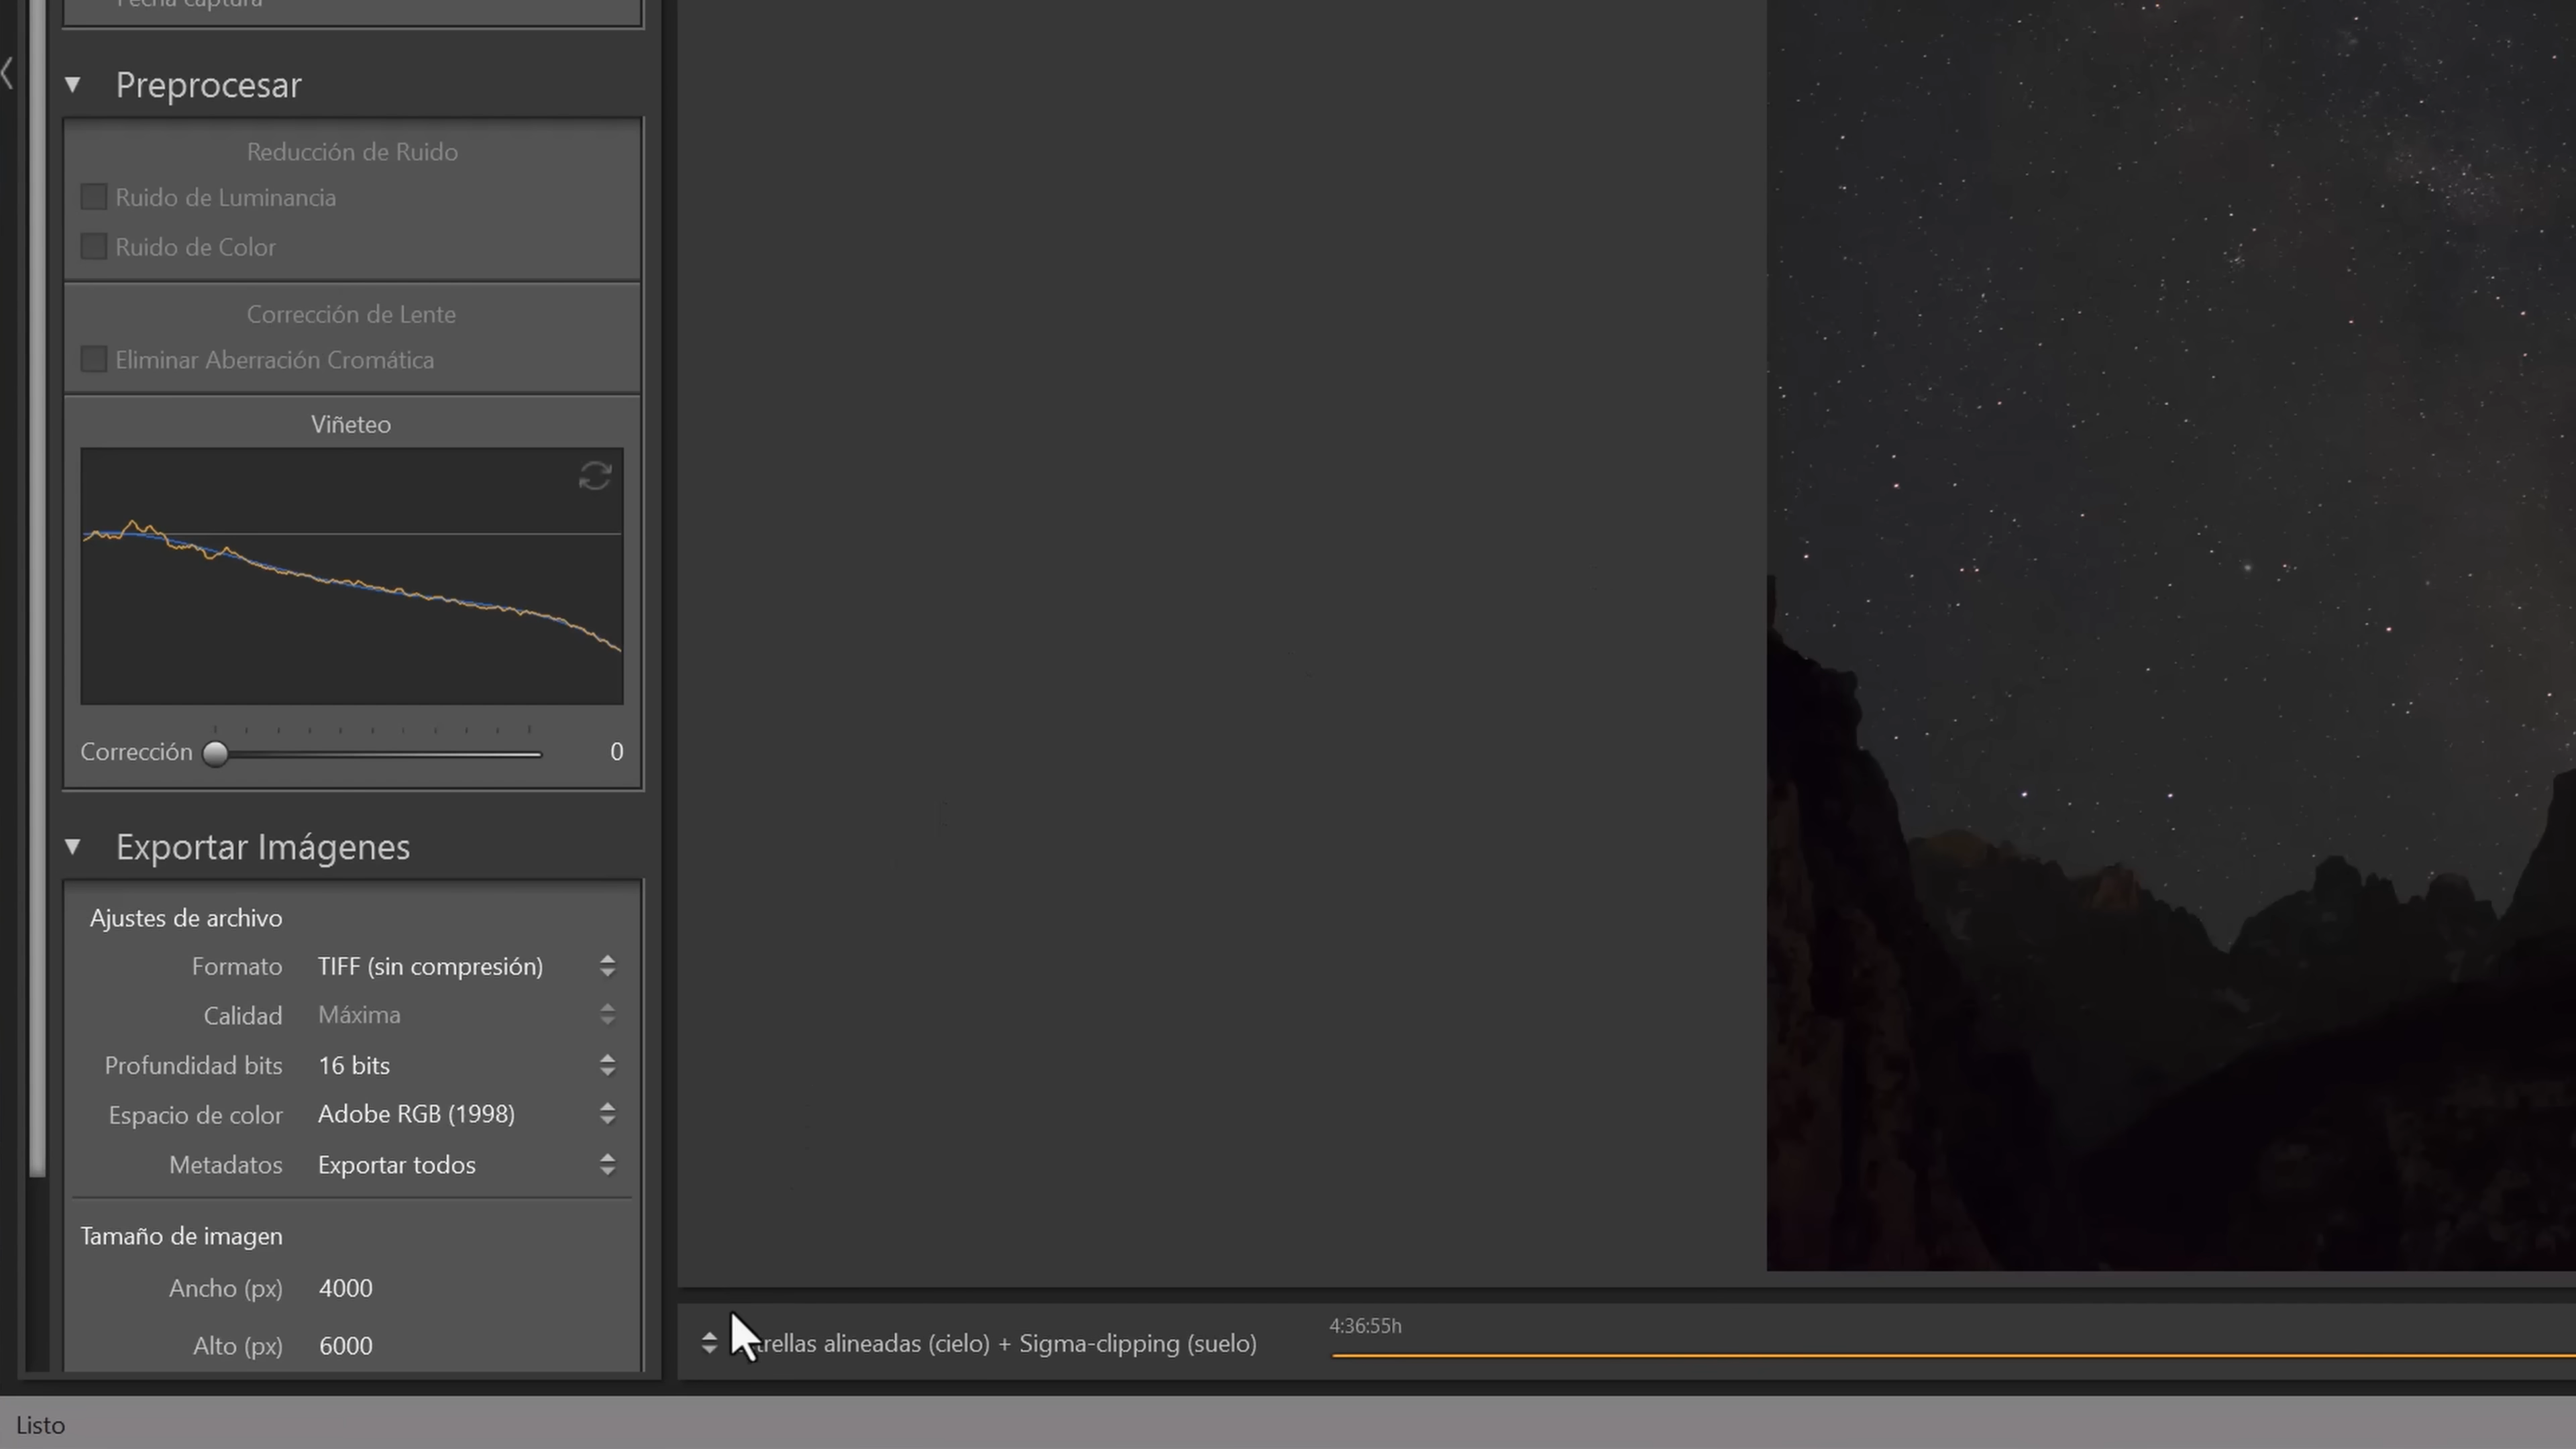 Fecha captura
Preprocesar
Reducción de Ruido
Ruido de Luminancia
Ruido de Color
Corrección de Lente
Eliminar Aberración Cromática
Viñeteo
Corrección 0
Exportar Imágenes
Ajustes de archivo
Formato TIFF (sin compresión)
Calidad Máxima
Profundidad bits 16 bits
Espacio de color Adobe RGB (1998)
Metadatos Exportar todos
Tamaño de imagen
Ancho (px) 4000
Alto (px) 6000
alineadas (cielo) + Sigma-clipping (suelo)
4:36:55h
Listo